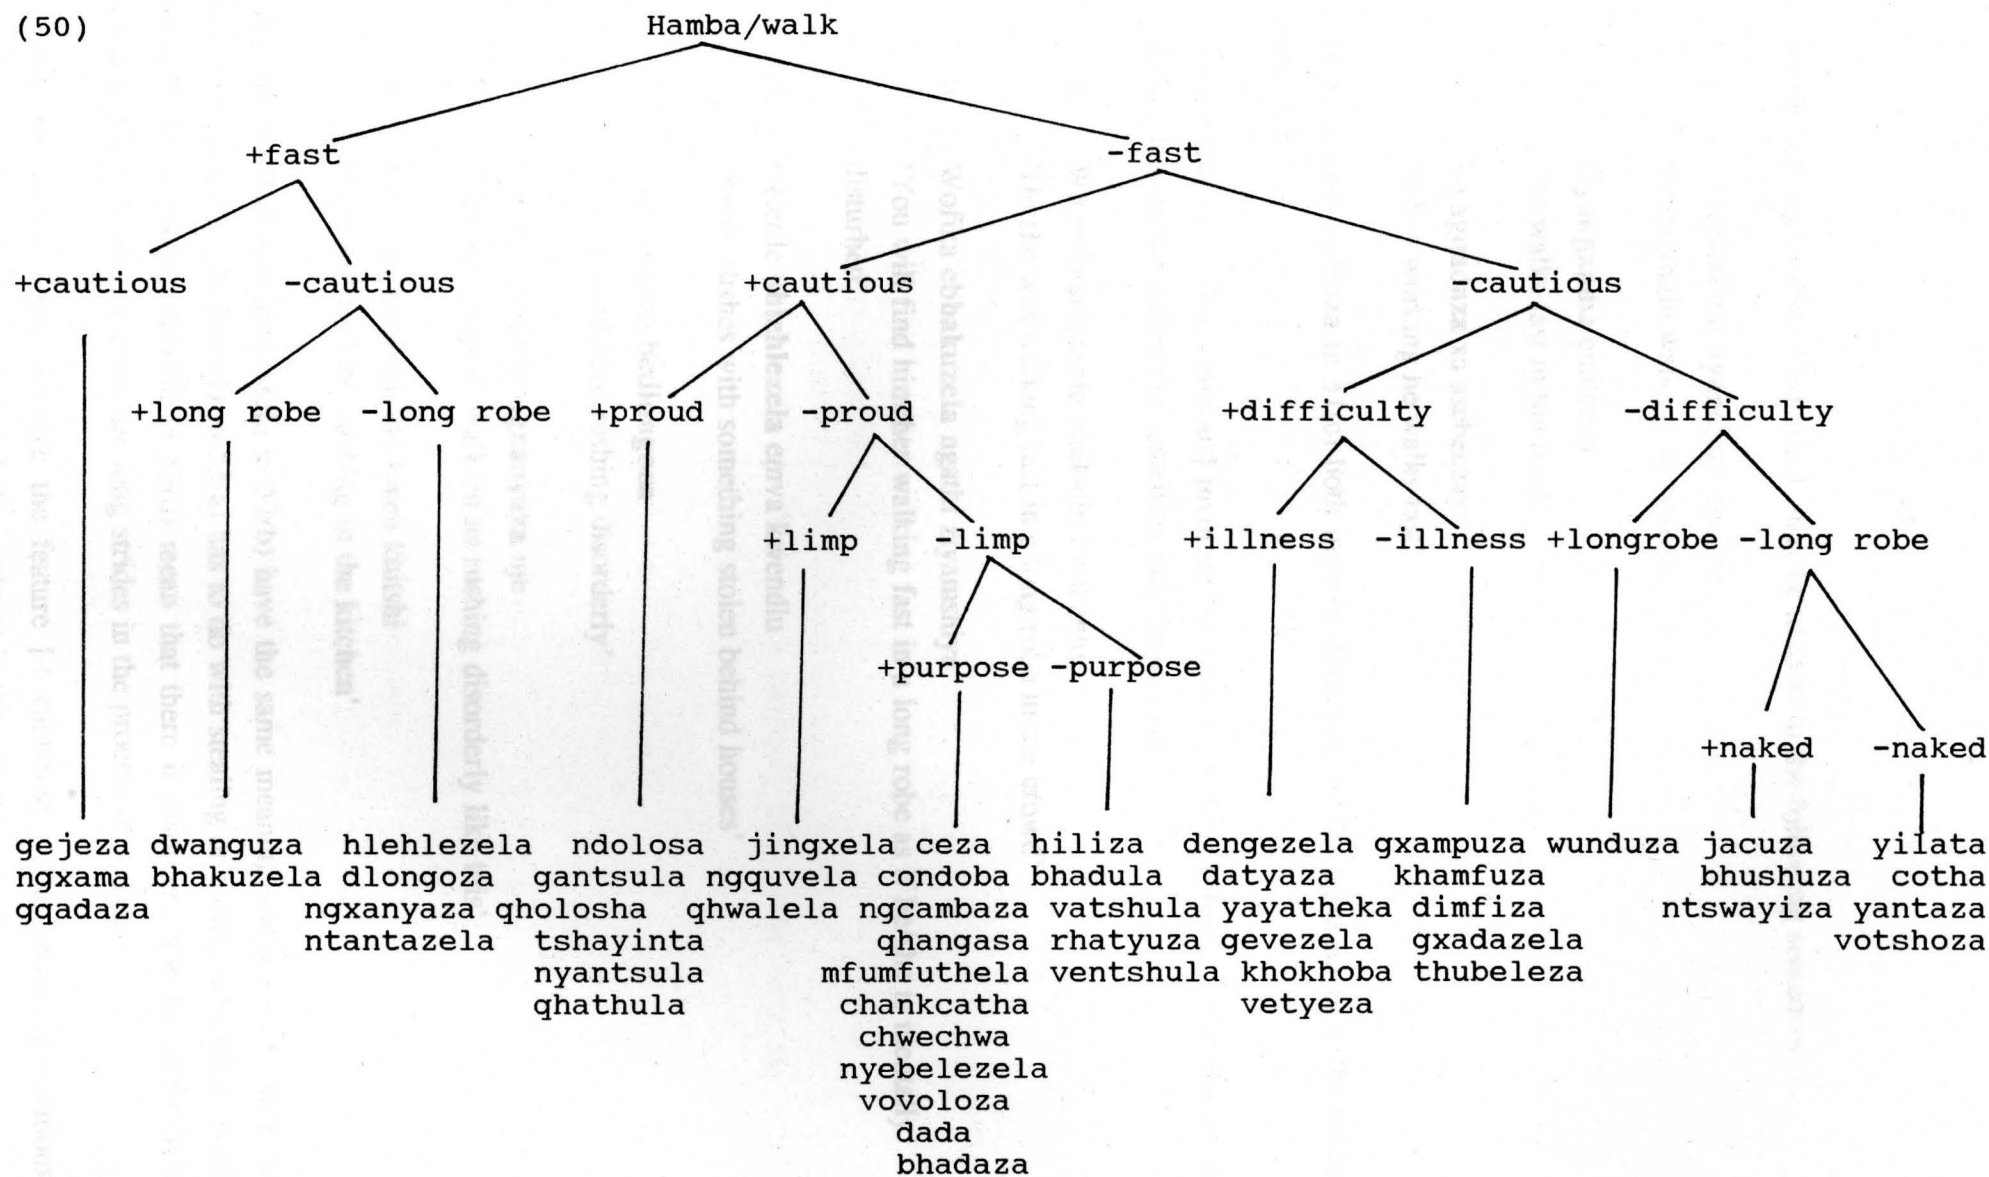 (50) Hamba/walk
+fast -fast
+cautious -cautious +cautious -cautious
+long robe -long robe +proud -proud +difficulty -difficulty
+limp -limp +illness -illness +longrobe -long robe
+purpose -purpose
+naked -naked
gejeza dwanguza hlehlezela ndolosa jingxela ceza hiliza dengezela gxampuza wunduza jacuza yilata
ngxama bhakuzela dlongoza gantsula ngquvela condoba bhadula datyaza khamfuza bhushuza cotha
gqadaza ngxanyaza qholosha qhwalela ngcambaza vatshula yayatheka dimfiza ntswayiza yantaza
ntantazela tshayinta qhangasa rhatyuza gevezela gxadazela votshoza
nyantsula mfumfuthela ventshula khokhoba thubeleza
qhathula chankcatha vetyeza
chwechwa
nyebelezela
vovoloza
dada
bhadaza